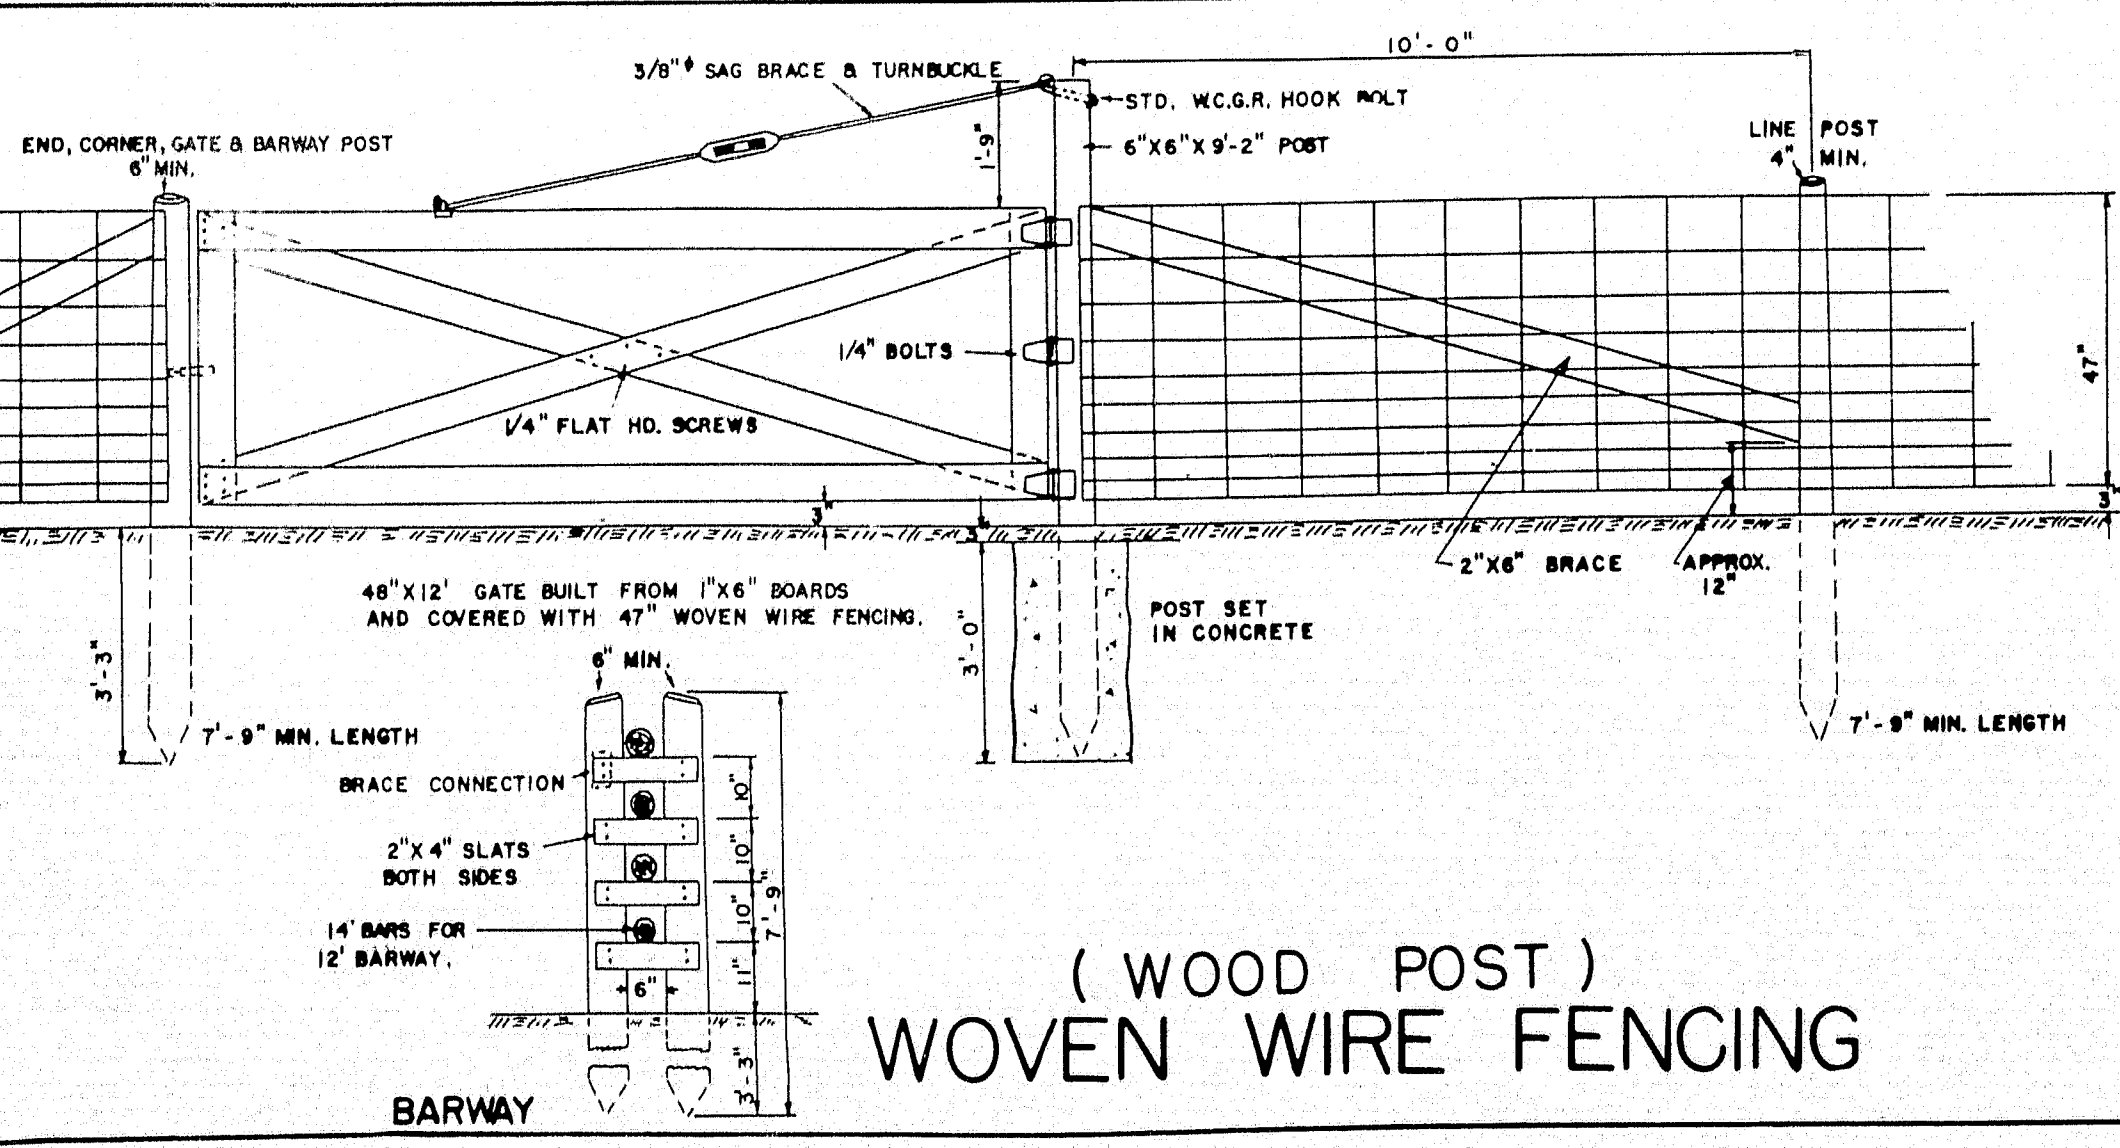 10'- 0"
3/8"ϕ SAG BRACE & TURNBUCKLE
STD. W.C.G.R. HOOK BOLT
1'-9"
6"X6"X9'-2" POST
END, CORNER, GATE & BARWAY POST
6" MIN.
LINE POST
4" MIN.
47"
1/4" BOLTS
1/4" FLAT HD. SCREWS
3"
3"
3"
2"X6" BRACE
APPROX.
12"
48"X12' GATE BUILT FROM 1"X6" BOARDS
AND COVERED WITH 47" WOVEN WIRE FENCING.
POST SET
IN CONCRETE
3'-3"
3'-0"
7'-9" MIN. LENGTH
7'-9" MIN. LENGTH
6" MIN.
BRACE CONNECTION
10"
2"X4" SLATS
BOTH SIDES
10"
10"
7'-9"
14' BARS FOR
12' BARWAY.
11"
6"
3'-3"
BARWAY
(WOOD POST)
WOVEN WIRE FENCING